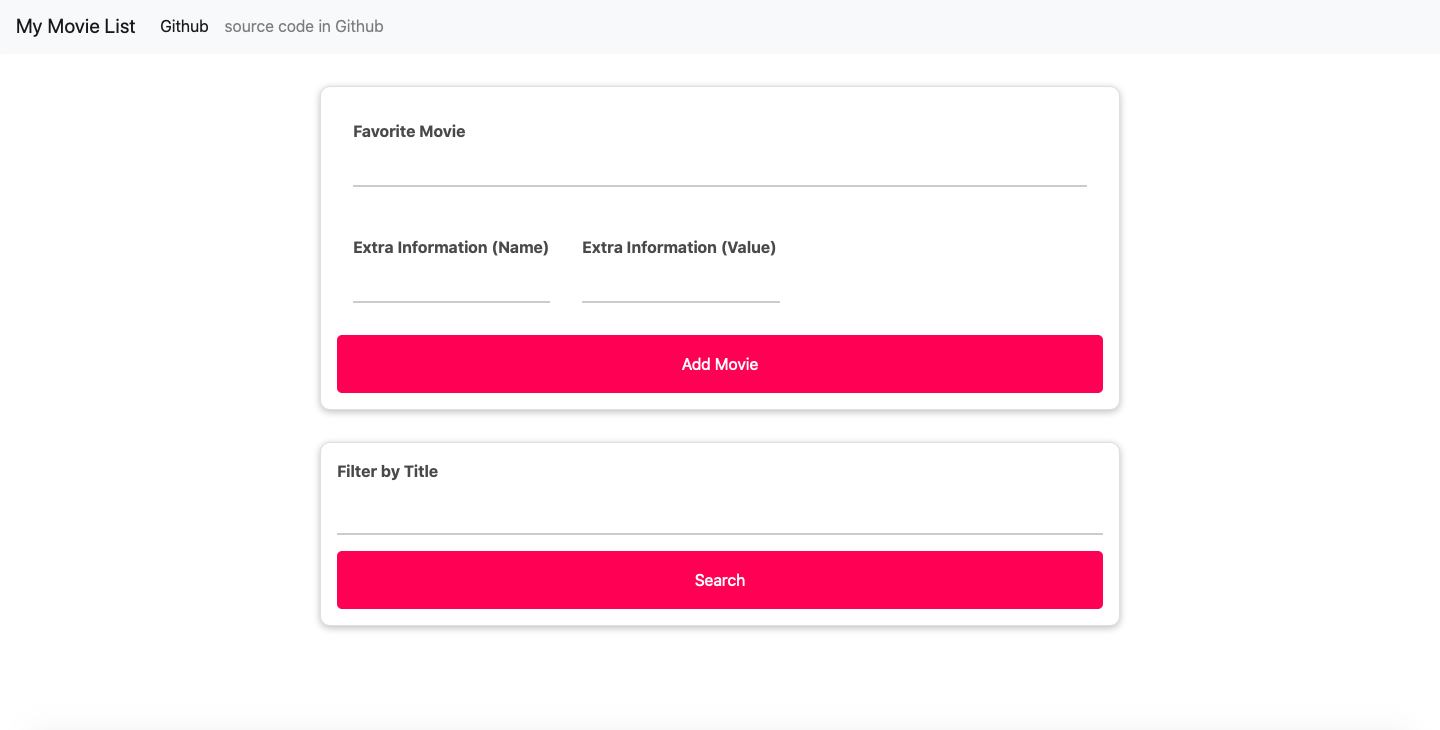 My Movie List Github source code in Github
Favorite Movie
Extra Information (Name) Extra Information (Value)
Add Movie
Filter by Title
Search